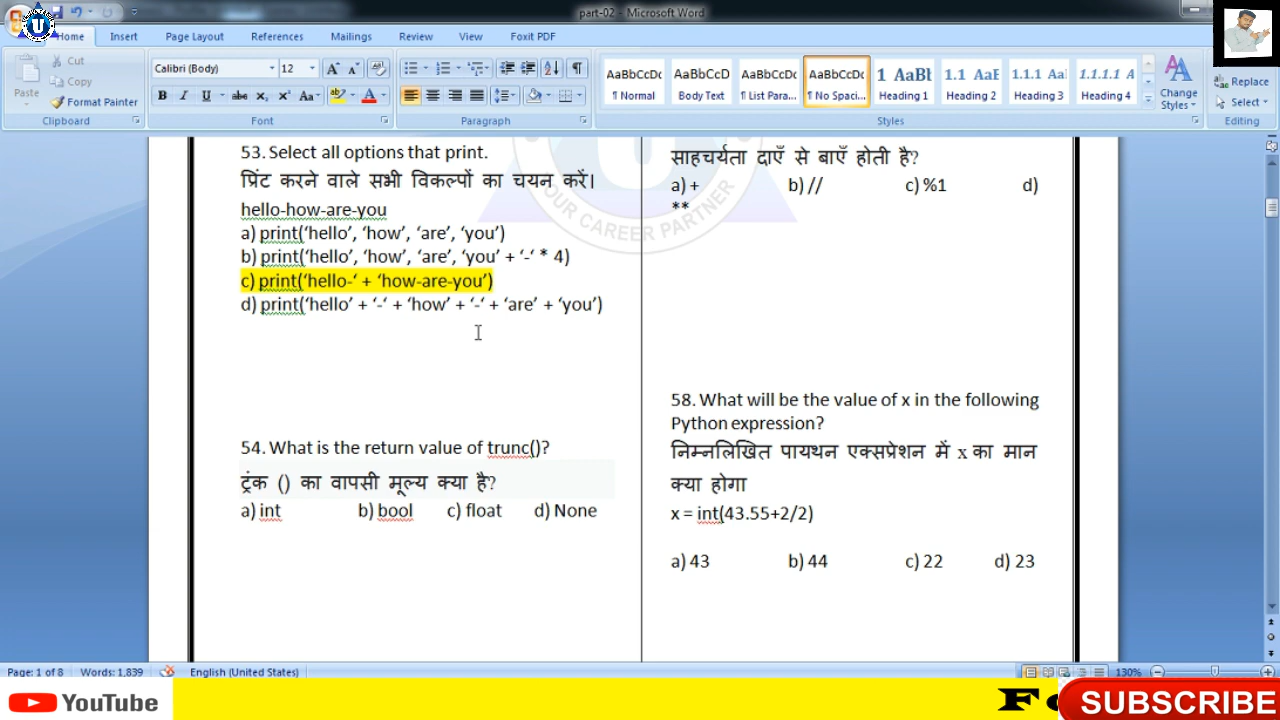 part-02 - Microsoft Word
Home Insert Page Layout References Mailings Review View Foxit PDF
Paste
Cut
Copy
Format Painter
Clipboard
Calibri (Body) 12
Font
Paragraph
AaBbCcDc AaBbCcD AaBbCcDc AaBbCcDc 1 AaBl 1.1 AaE 1.1.1 Aa 1.1.1.1 A
¶ Normal Body Text ¶ List Para... ¶ No Spaci... Heading 1 Heading 2 Heading 3 Heading 4
Change Styles
Styles
Replace
Select
Editing
53. Select all options that print.
प्रिंट करने वाले सभी विकल्पों का चयन करें।
hello-how-are-you
a) print(‘hello’, ‘how’, ‘are’, ‘you’)
b) print(‘hello’, ‘how’, ‘are’, ‘you’ + ‘-‘ * 4)
c) print(‘hello-‘ + ‘how-are-you’)
d) print(‘hello’ + ‘-‘ + ‘how’ + ‘-‘ + ‘are’ + ‘you’)
54. What is the return value of trunc()?
ट्रंक () का वापसी मूल्य क्या है?
a) int b) bool c) float d) None
साहचर्यता दाएँ से बाएँ होती है?
a) + b) // c) %1 d)
**
OUR CAREER PARTNER
58. What will be the value of x in the following
Python expression?
निम्नलिखित पायथन एक्सप्रेशन में x का मान
क्या होगा
x = int(43.55+2/2)
a) 43 b) 44 c) 22 d) 23
Page: 1 of 8 Words: 1,839 English (United States) 130%
YouTube
SUBSCRIBE